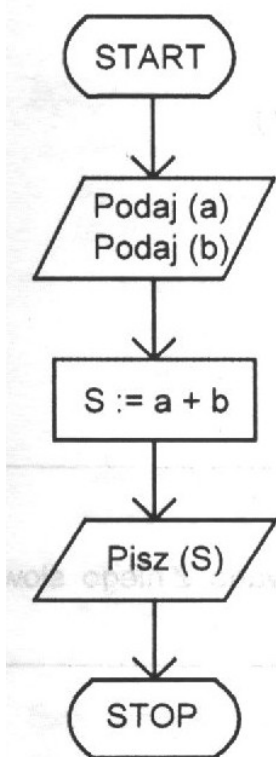 START
Podaj (a)
Podaj (b)
S := a + b
Pisz (S)
STOP